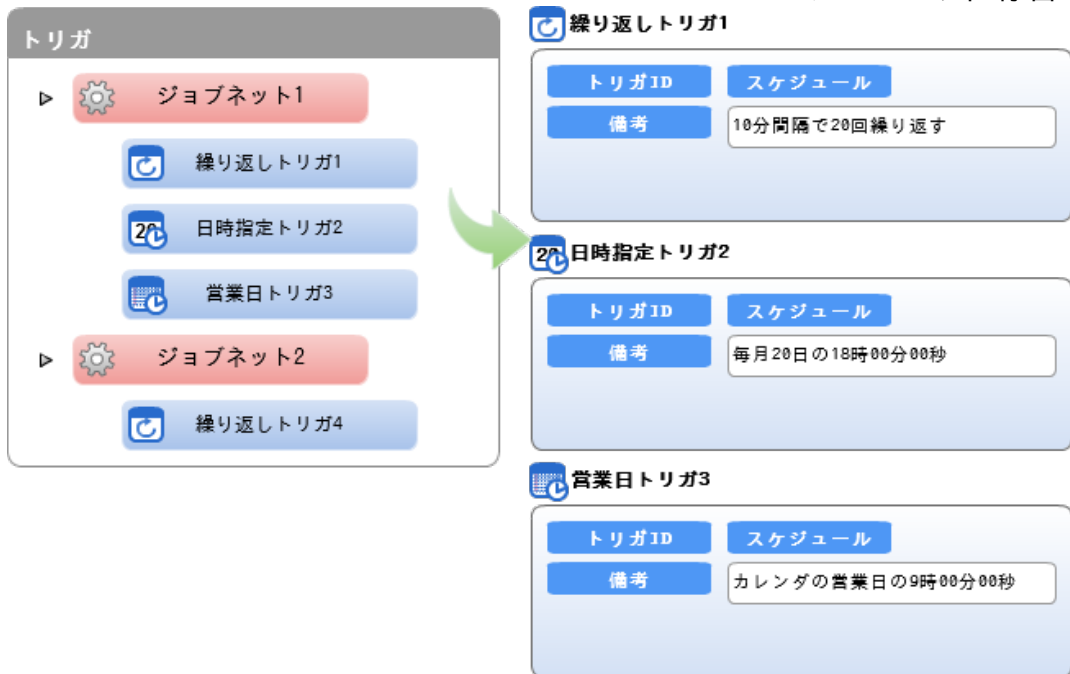 トリガ
ジョブネット1
繰り返しトリガ1
日時指定トリガ2
営業日トリガ3
ジョブネット2
繰り返しトリガ4
繰り返しトリガ1
トリガID
スケジュール
備考
10分間隔で20回繰り返す
20
日時指定トリガ2
トリガID
スケジュール
備考
毎月20日の18時00分00秒
営業日トリガ3
トリガID
スケジュール
備考
カレンダの営業日の9時00分00秒